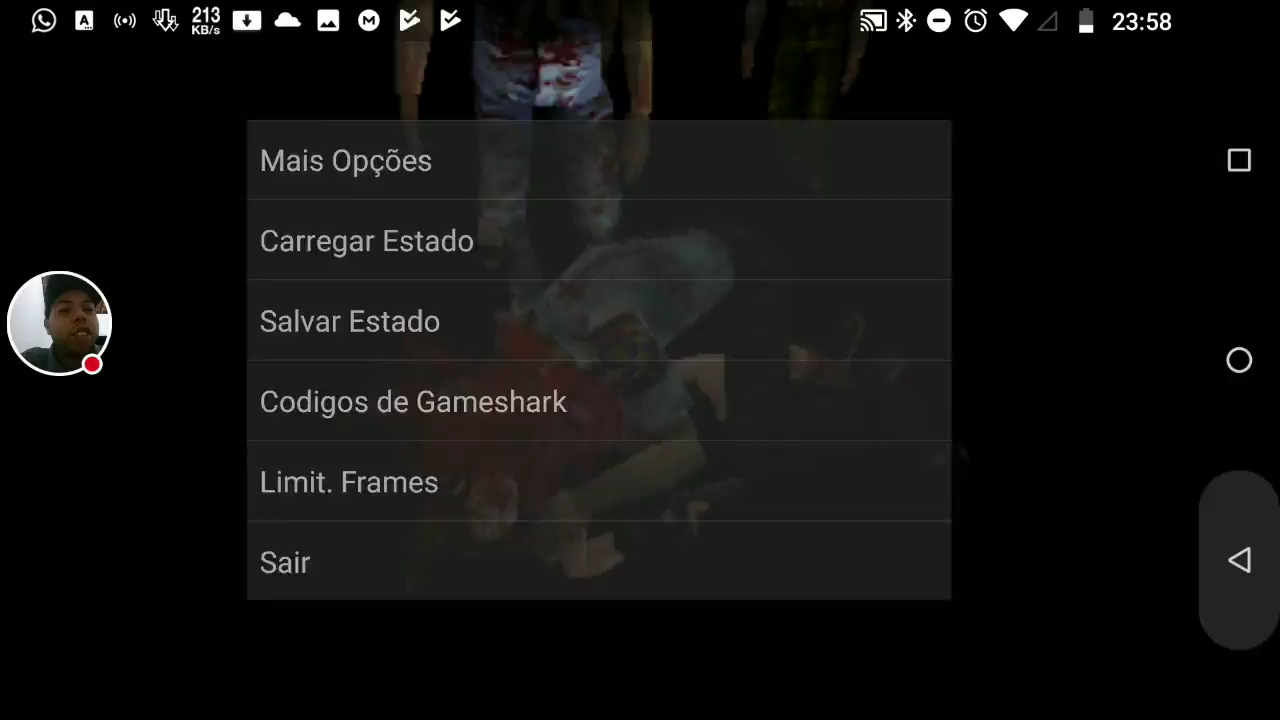 A
213
KB/s
M
23:58
Mais Opções
Carregar Estado
Salvar Estado
Codigos de Gameshark
Limit. Frames
Sair